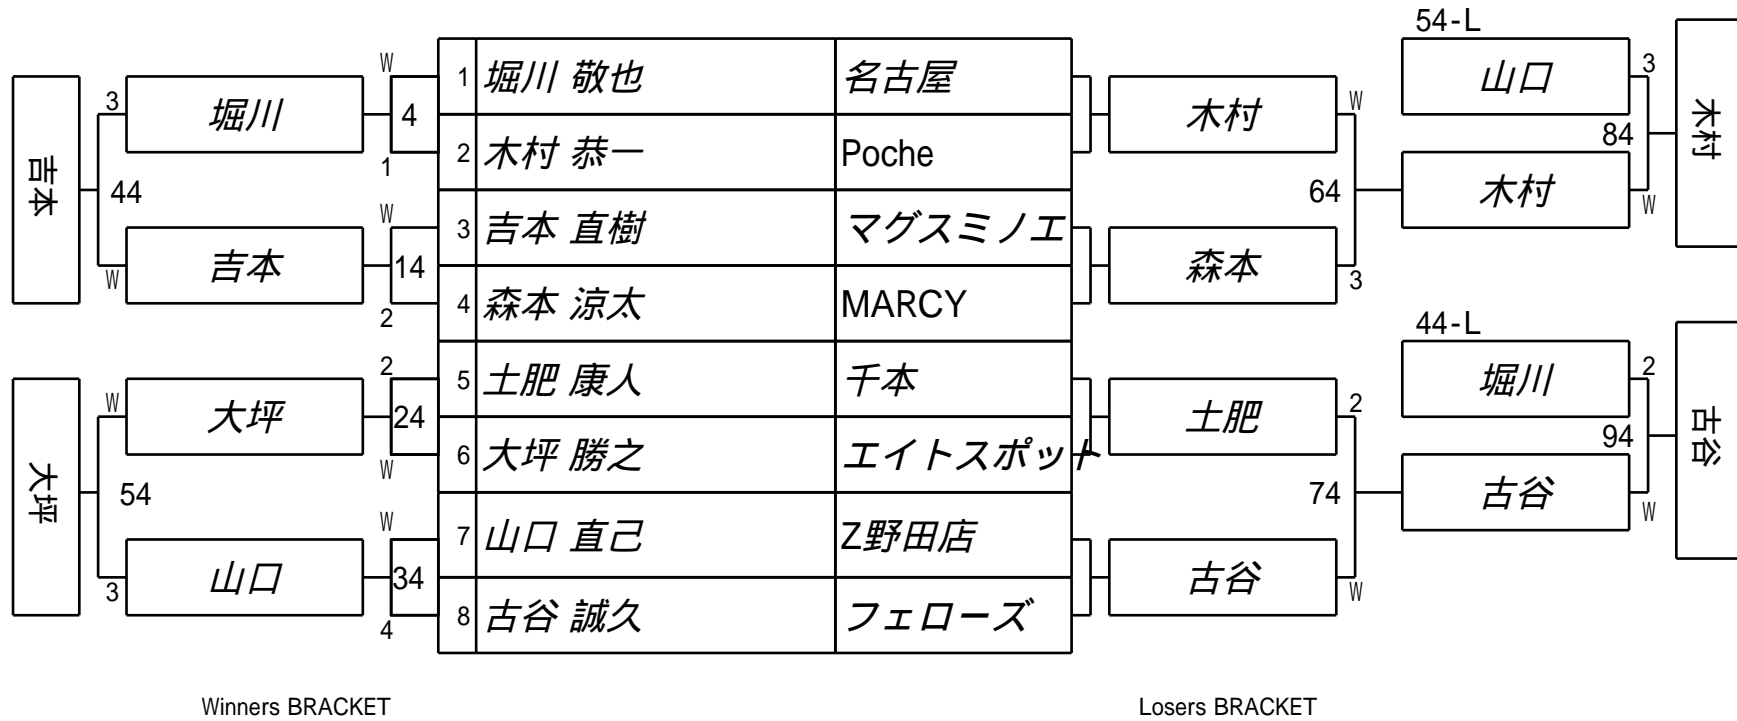 54-L
W
1 堀川 敬也 名古屋
山口
3
3
堀川
4
木村
W
木村
84
吉本
1
2 木村 恭一 Poche
44
W
3 吉本 直樹 マグスミノエ
64
木村
W
W
吉本
14
森本
3
2
4 森本 涼太 MARCY
44-L
2
5 土肥 康人 千本
堀川
2
W
大坪
24
土肥
2
古谷
94
大坪
W
6 大坪 勝之 エイトスポット
54
W
7 山口 直己 Z野田店
74
古谷
W
3
山口
34
古谷
W
4
8 古谷 誠久 フェローズ
Winners BRACKET
Losers BRACKET